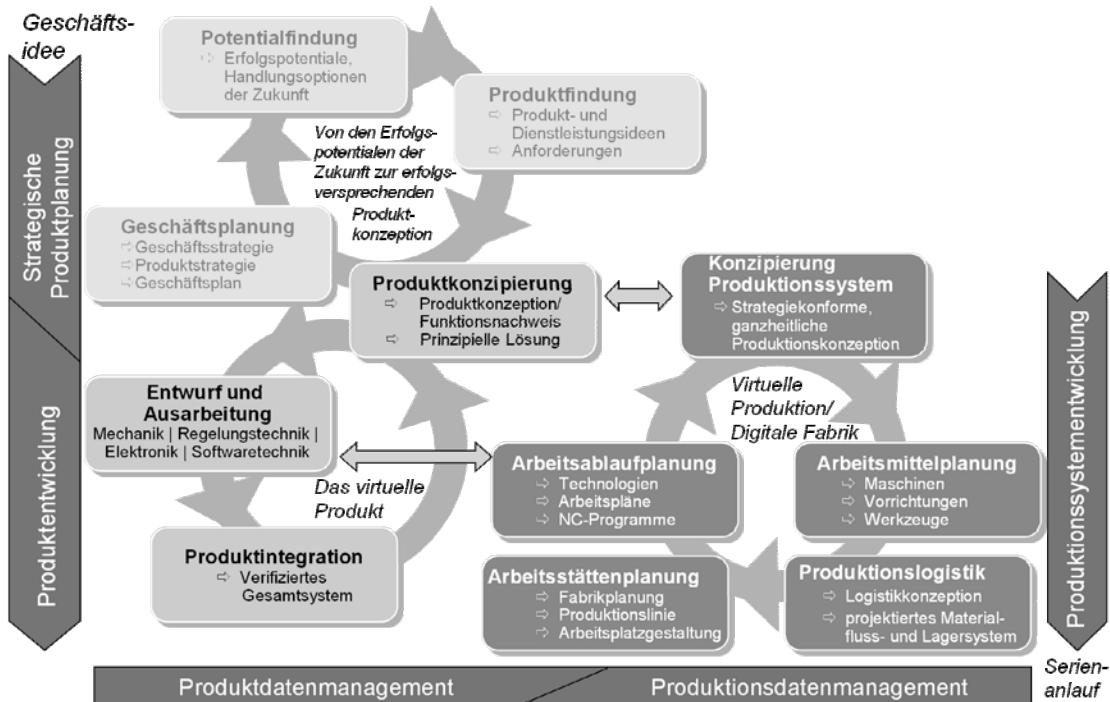 Geschäfts-
idee
Strategische
Produktplanung
Produktentwicklung
Potentialfindung
⇨ Erfolgspotentiale,
Handlungsoptionen
der Zukunft
Produktfindung
⇨ Produkt- und
Dienstleistungsideen
⇨ Anforderungen
Von den Erfolgs-
potentialen der
Zukunft zur erfolgs-
versprechenden
Produkt-
konzeption
Geschäftsplanung
⇨ Geschäftsstrategie
⇨ Produktstrategie
⇨ Geschäftsplan
Produktkonzipierung
⇨ Produktkonzeption/
Funktionsnachweis
⇨ Prinzipielle Lösung
Konzipierung
Produktionssystem
⇨ Strategiekonforme,
ganzheitliche
Produktionskonzeption
Entwurf und
Ausarbeitung
Mechanik | Regelungstechnik |
Elektronik | Softwaretechnik
Das virtuelle
Produkt
Produktintegration
⇨ Verifiziertes
Gesamtsystem
Virtuelle
Produktion/
Digitale Fabrik
Arbeitsablaufplanung
⇨ Technologien
⇨ Arbeitspläne
⇨ NC-Programme
Arbeitsmittelplanung
⇨ Maschinen
⇨ Vorrichtungen
⇨ Werkzeuge
Arbeitsstättenplanung
⇨ Fabrikplanung
⇨ Produktionslinie
⇨ Arbeitsplatzgestaltung
Produktionslogistik
⇨ Logistikkonzeption
⇨ projektiertes Material-
fluss- und Lagersystem
Produktionssystementwicklung
Serien-
anlauf
Produktdatenmanagement
Produktionsdatenmanagement